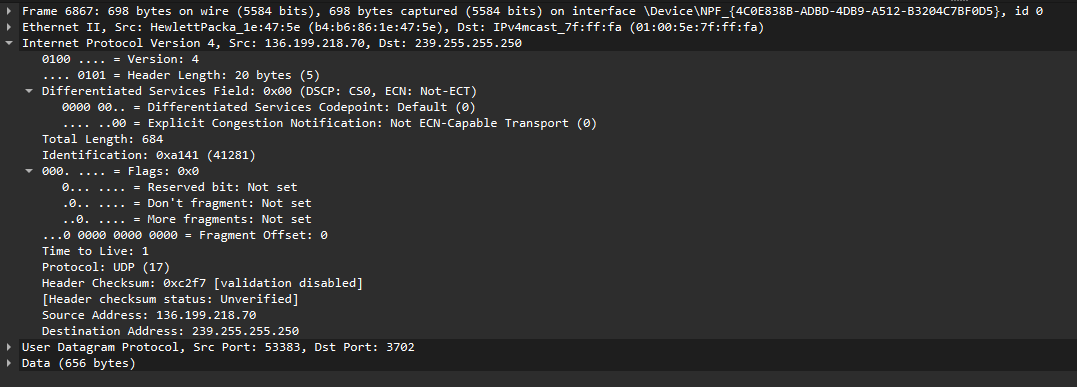 Frame 6867: 698 bytes on wire (5584 bits), 698 bytes captured (5584 bits) on interface \Device\NPF_{4C0E838B-ADBD-4DB9-A512-B3204C7BF0D5}, id 0
Ethernet II, Src: HewlettPacka_1e:47:5e (b4:b6:86:1e:47:5e), Dst: IPv4mcast_7f:ff:fa (01:00:5e:7f:ff:fa)
Internet Protocol Version 4, Src: 136.199.218.70, Dst: 239.255.255.250
0100 .... = Version: 4
.... 0101 = Header Length: 20 bytes (5)
Differentiated Services Field: 0x00 (DSCP: CS0, ECN: Not-ECT)
0000 00.. = Differentiated Services Codepoint: Default (0)
.... ..00 = Explicit Congestion Notification: Not ECN-Capable Transport (0)
Total Length: 684
Identification: 0xa141 (41281)
000. .... = Flags: 0x0
0... .... = Reserved bit: Not set
.0.. .... = Don't fragment: Not set
..0. .... = More fragments: Not set
...0 0000 0000 0000 = Fragment Offset: 0
Time to Live: 1
Protocol: UDP (17)
Header Checksum: 0xc2f7 [validation disabled]
[Header checksum status: Unverified]
Source Address: 136.199.218.70
Destination Address: 239.255.255.250
User Datagram Protocol, Src Port: 53383, Dst Port: 3702
Data (656 bytes)